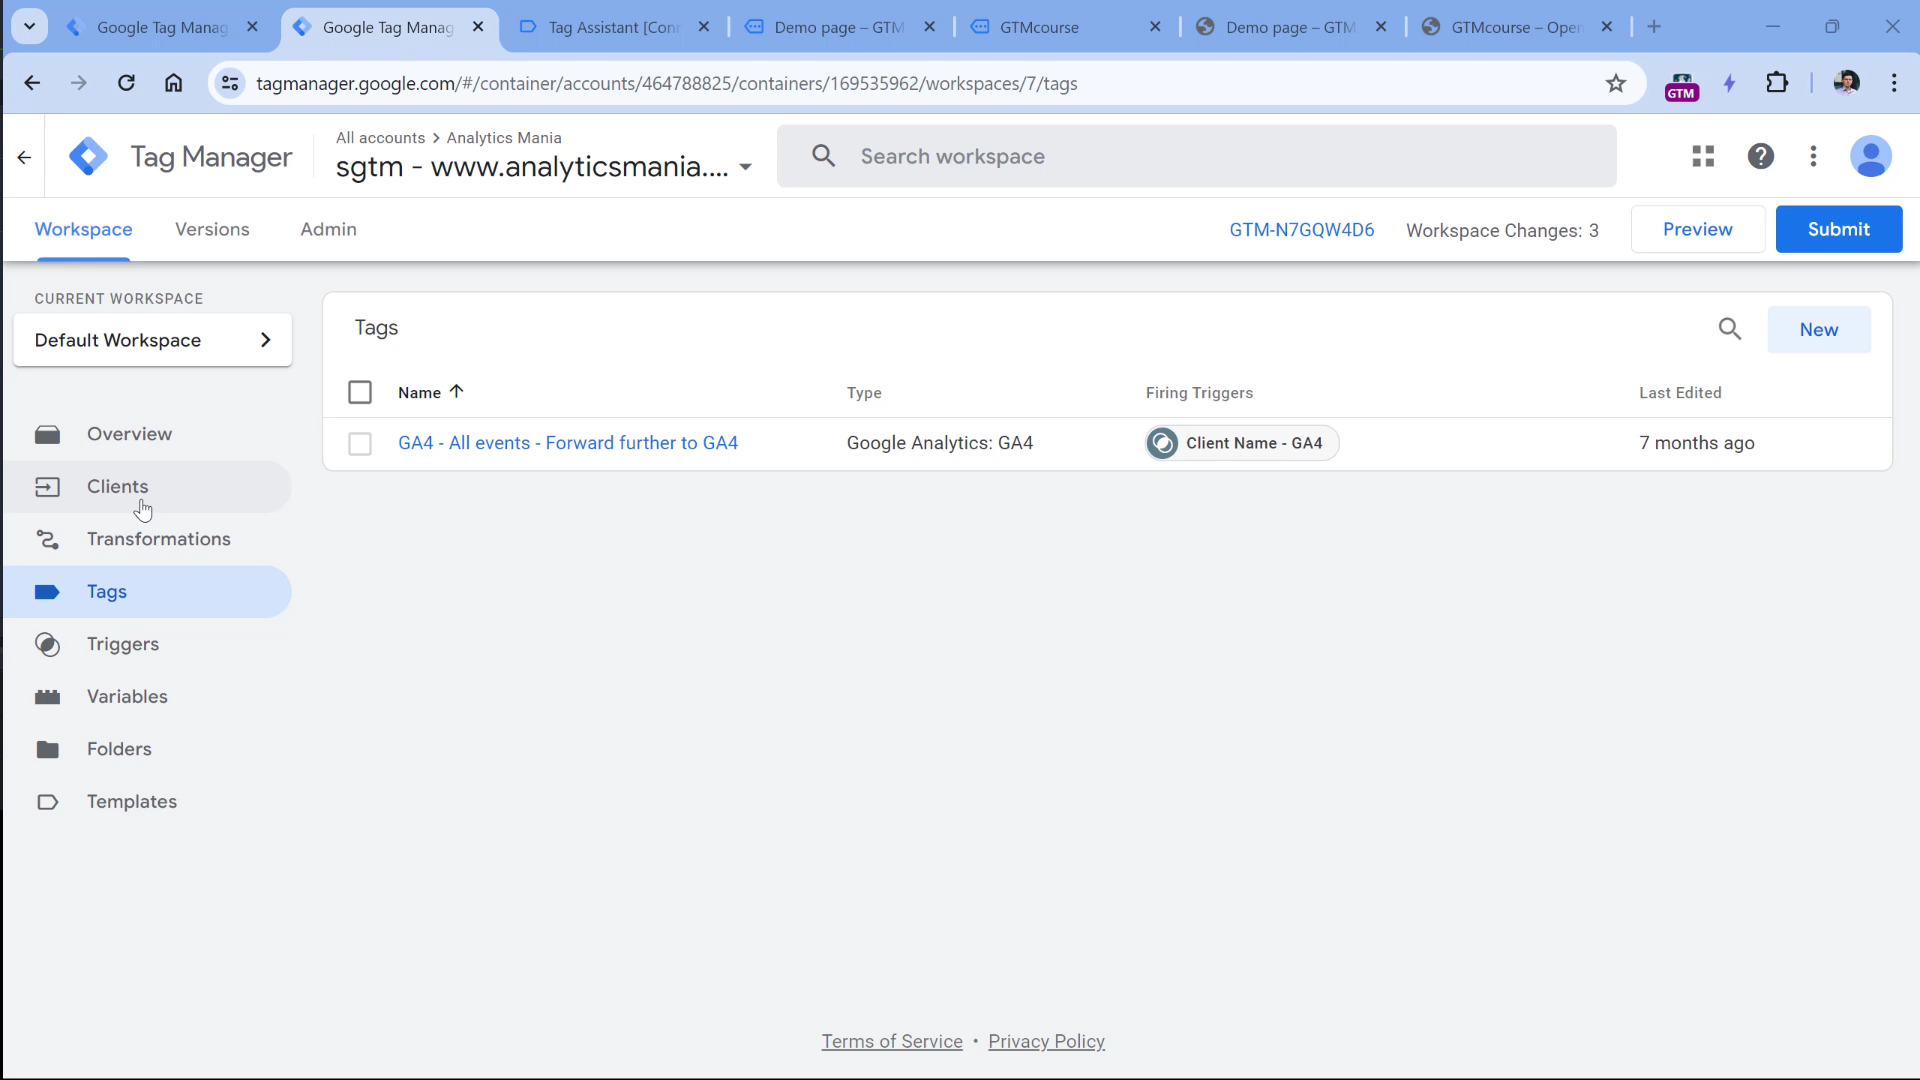 Google Tag Manag
Google Tag Manag
Tag Assistant [Conr
Demo page – GTM
GTMcourse
Demo page – GTM
GTMcourse – Open
tagmanager.google.com/#/container/accounts/464788825/containers/169535962/workspaces/7/tags
GTM
Tag Manager
All accounts > Analytics Mania
sgtm - www.analyticsmania....
Search workspace
Workspace
Versions
Admin
GTM-N7GQW4D6
Workspace Changes: 3
Preview
Submit
CURRENT WORKSPACE
Default Workspace
Overview
Clients
Transformations
Tags
Triggers
Variables
Folders
Templates
Tags
New
Name
Type
Firing Triggers
Last Edited
GA4 - All events - Forward further to GA4
Google Analytics: GA4
Client Name - GA4
7 months ago
Terms of Service • Privacy Policy